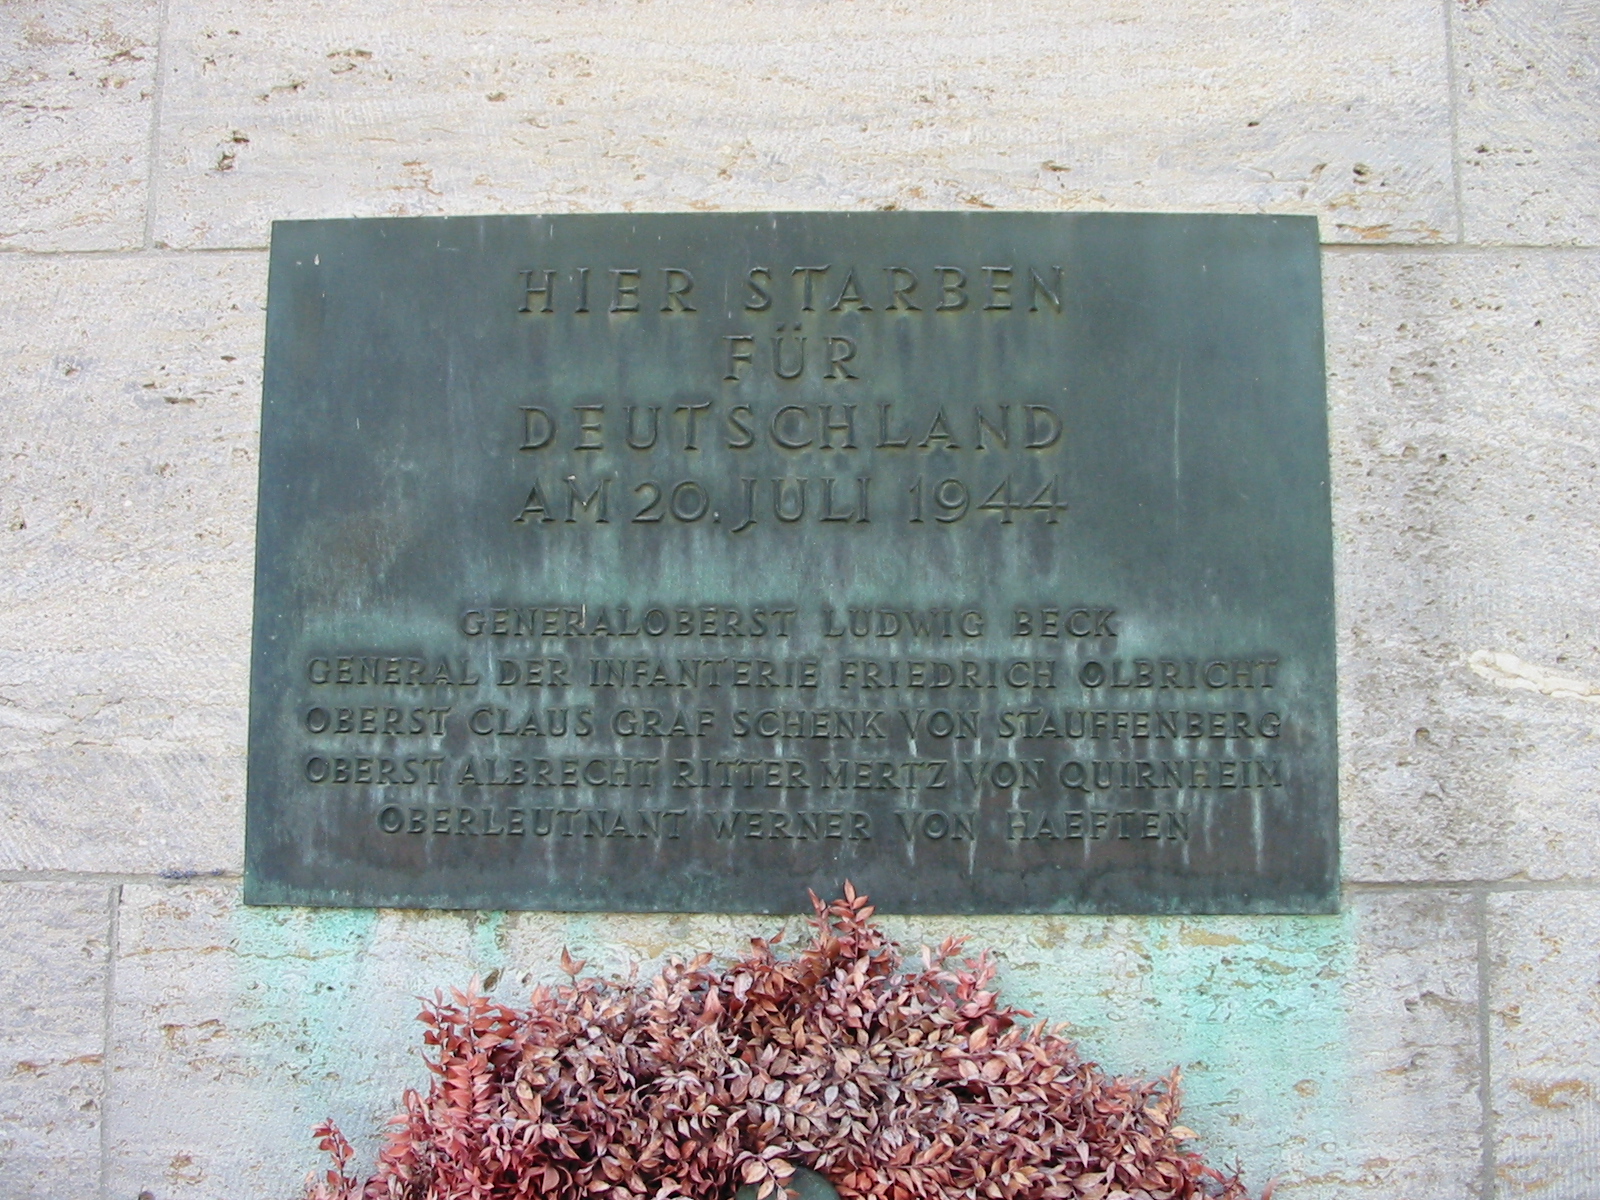 HIER STARBEN
FÜR
DEUTSCHLAND
AM 20. JULI 1944
GENERALOBERST LUDWIG BECK
GENERAL DER INFANTERIE FRIEDRICH OLBRICHT
OBERST CLAUS GRAF SCHENK VON STAUFFENBERG
OBERST ALBRECHT RITTER MERTZ VON QUIRNHEIM
OBERLEUTNANT WERNER VON HAEFTEN